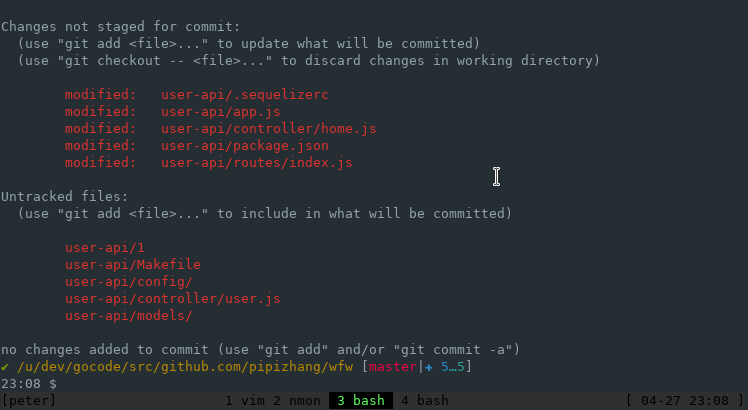 Changes not staged for commit:
  (use "git add <file>..." to update what will be committed)
  (use "git checkout -- <file>..." to discard changes in working directory)
        modified:   user-api/.sequelizerc
        modified:   user-api/app.js
        modified:   user-api/controller/home.js
        modified:   user-api/package.json
        modified:   user-api/routes/index.js
Untracked files:
  (use "git add <file>..." to include in what will be committed)
        user-api/1
        user-api/Makefile
        user-api/config/
        user-api/controller/user.js
        user-api/models/
no changes added to commit (use "git add" and/or "git commit -a")
✔ /u/dev/gocode/src/github.com/pipizhang/wfw [master|✚ 5…5]
23:08 $
[peter] 1 vim 2 nmon 3 bash 4 bash [ 04-27 23:08 ]